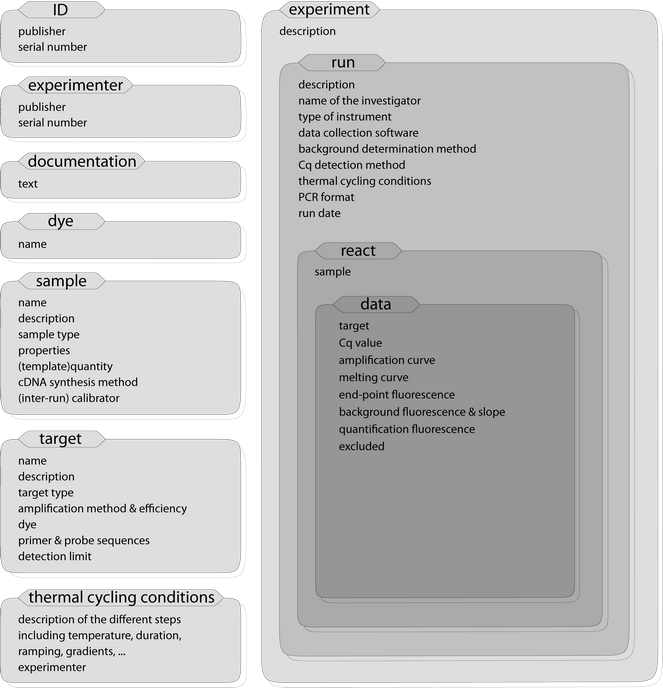 ID
publisher
serial number
experimenter
publisher
serial number
documentation
text
dye
name
sample
name
description
sample type
properties
(template)quantity
cDNA synthesis method
(inter-run) calibrator
target
name
description
target type
amplification method & efficiency
dye
primer & probe sequences
detection limit
thermal cycling conditions
description of the different steps
including temperature, duration,
ramping, gradients, ...
experimenter
experiment
description
run
description
name of the investigator
type of instrument
data collection software
background determination method
Cq detection method
thermal cycling conditions
PCR format
run date
react
sample
data
target
Cq value
amplification curve
melting curve
end-point fluorescence
background fluorescence & slope
quantification fluorescence
excluded